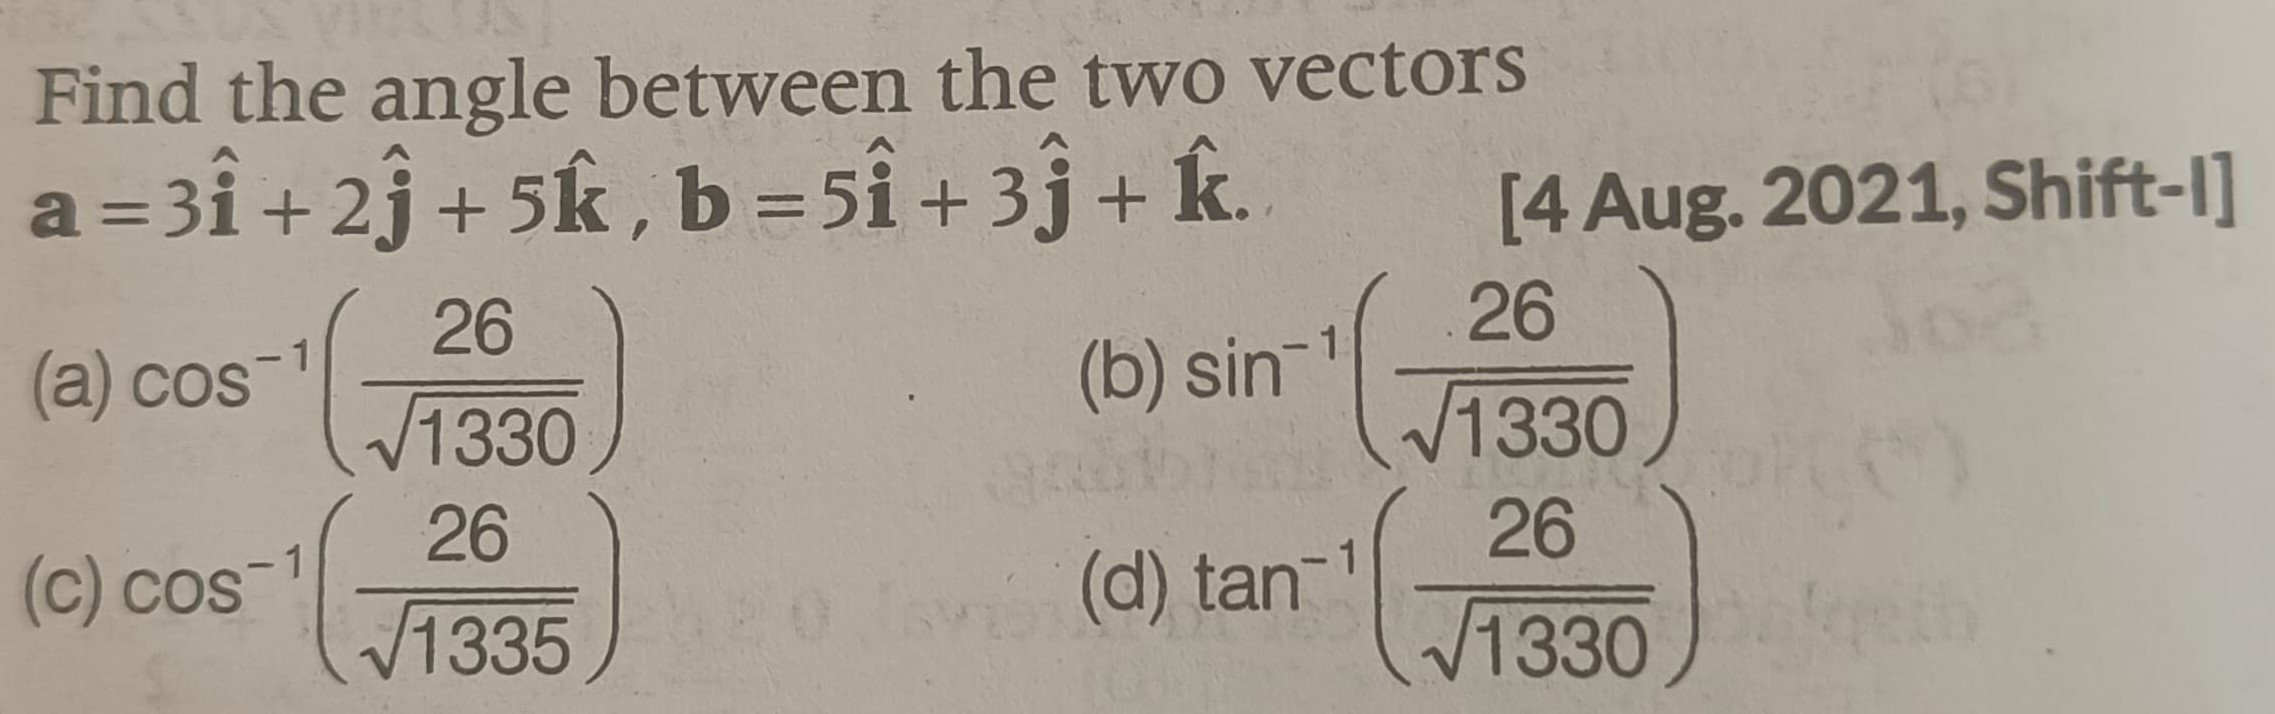 Find the angle between the two vectors
a = 3î + 2ĵ + 5k̂, b = 5î + 3ĵ + k̂. [4 Aug. 2021, Shift-I]
(a) cos⁻¹(26/√1330) (b) sin⁻¹(26/√1330)
(c) cos⁻¹(26/√1335) (d) tan⁻¹(26/√1330)